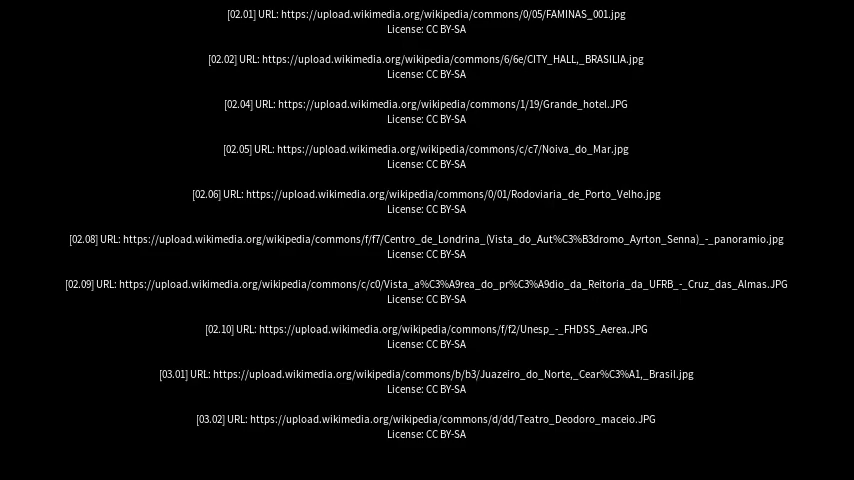 [02.01] URL: https://upload.wikimedia.org/wikipedia/commons/0/05/FAMINAS_001.jpg
License: CC BY-SA
[02.02] URL: https://upload.wikimedia.org/wikipedia/commons/6/6e/CITY_HALL,_BRASILIA.jpg
License: CC BY-SA
[02.04] URL: https://upload.wikimedia.org/wikipedia/commons/1/19/Grande_hotel.JPG
License: CC BY-SA
[02.05] URL: https://upload.wikimedia.org/wikipedia/commons/c/c7/Noiva_do_Mar.jpg
License: CC BY-SA
[02.06] URL: https://upload.wikimedia.org/wikipedia/commons/0/01/Rodoviaria_de_Porto_Velho.jpg
License: CC BY-SA
[02.08] URL: https://upload.wikimedia.org/wikipedia/commons/f/f7/Centro_de_Londrina_(Vista_do_Aut%C3%B3dromo_Ayrton_Senna)_-_panoramio.jpg
License: CC BY-SA
[02.09] URL: https://upload.wikimedia.org/wikipedia/commons/c/c0/Vista_a%C3%A9rea_do_pr%C3%A9dio_da_Reitoria_da_UFRB_-_Cruz_das_Almas.JPG
License: CC BY-SA
[02.10] URL: https://upload.wikimedia.org/wikipedia/commons/f/f2/Unesp_-_FHDSS_Aerea.JPG
License: CC BY-SA
[03.01] URL: https://upload.wikimedia.org/wikipedia/commons/b/b3/Juazeiro_do_Norte,_Cear%C3%A1,_Brasil.jpg
License: CC BY-SA
[03.02] URL: https://upload.wikimedia.org/wikipedia/commons/d/dd/Teatro_Deodoro_maceio.JPG
License: CC BY-SA